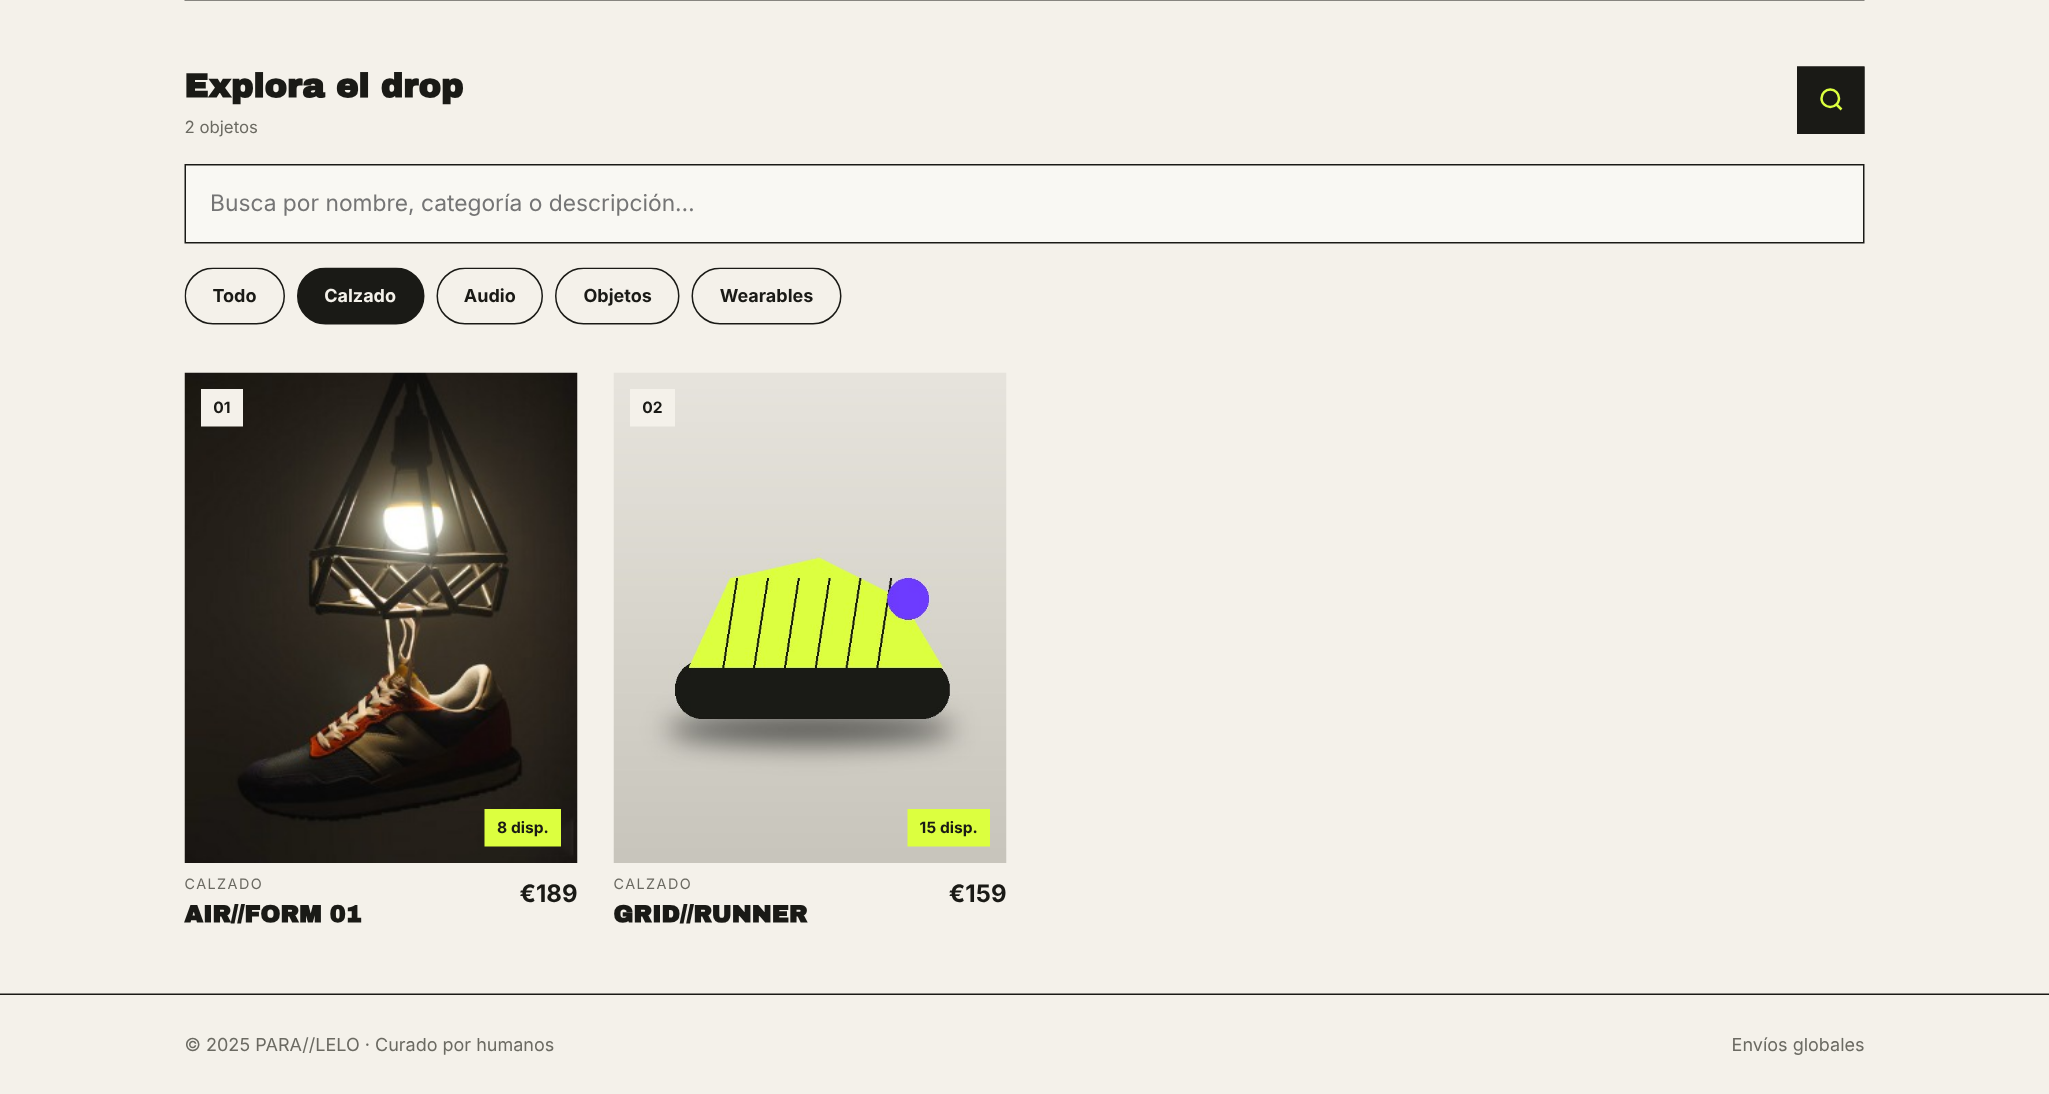 Explora el drop
2 objetos
Busca por nombre, categoría o descripción...
Todo
Calzado
Audio
Objetos
Wearables
01
8 disp.
CALZADO
€189
AIR//FORM 01
02
15 disp.
CALZADO
€159
GRID//RUNNER
© 2025 PARA//LELO · Curado por humanos
Envíos globales